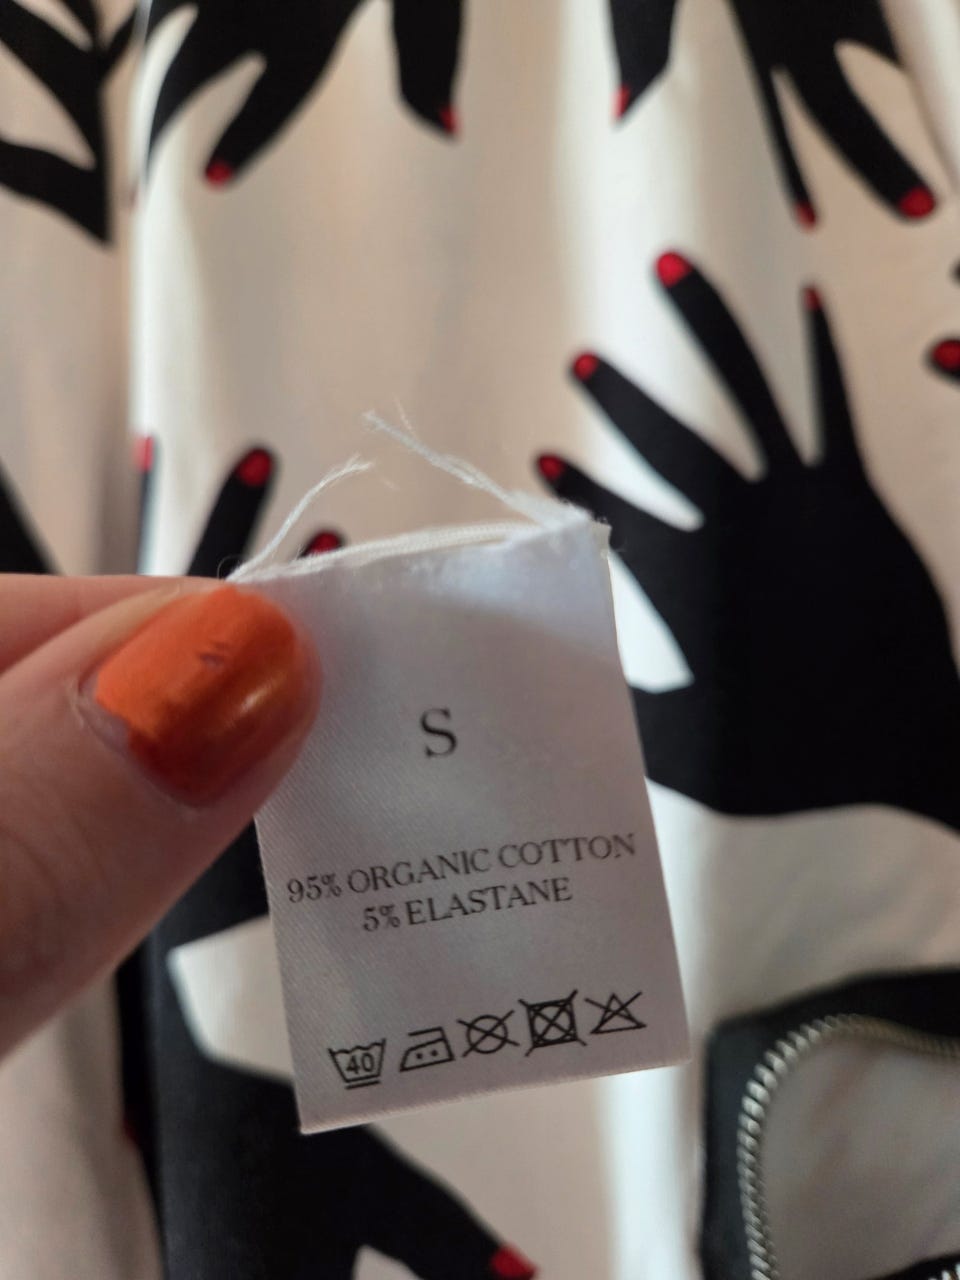 S
95% ORGANIC COTTON
5% ELASTANE
40